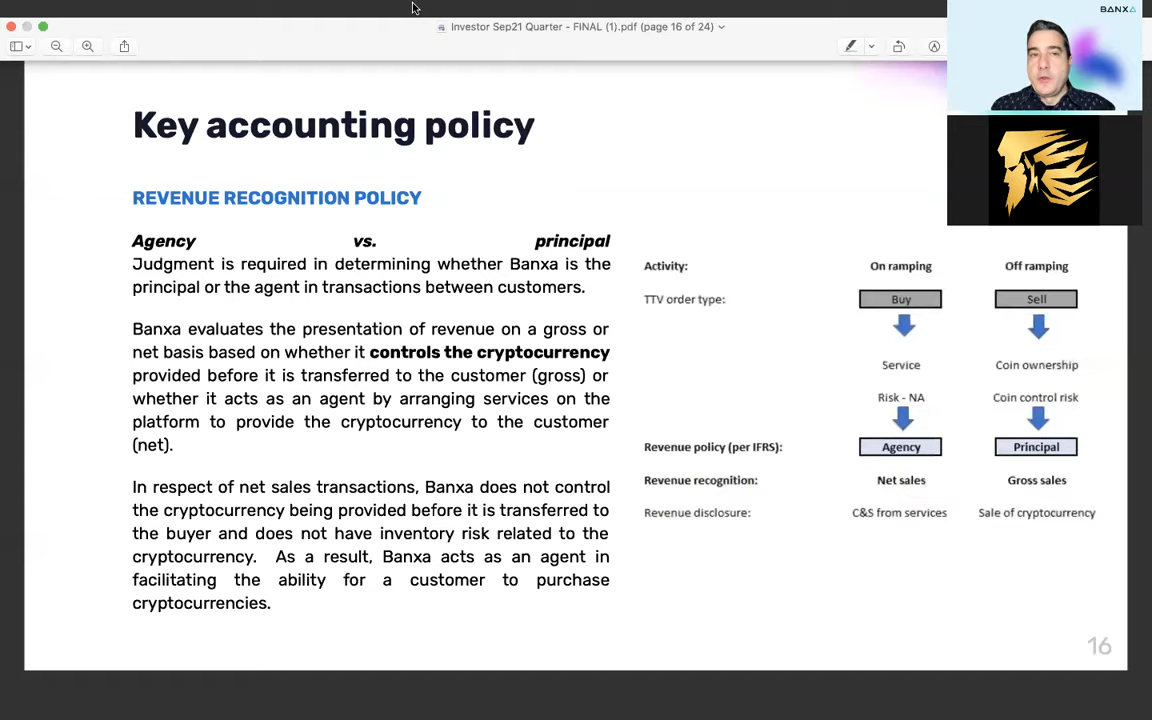 Investor Sep21 Quarter - FINAL (1).pdf (page 16 of 24)
BANXA
Key accounting policy
REVENUE RECOGNITION POLICY
Agency vs. principal
Judgment is required in determining whether Banxa is the
principal or the agent in transactions between customers.
Banxa evaluates the presentation of revenue on a gross or
net basis based on whether it controls the cryptocurrency
provided before it is transferred to the customer (gross) or
whether it acts as an agent by arranging services on the
platform to provide the cryptocurrency to the customer
(net).
In respect of net sales transactions, Banxa does not control
the cryptocurrency being provided before it is transferred to
the buyer and does not have inventory risk related to the
cryptocurrency. As a result, Banxa acts as an agent in
facilitating the ability for a customer to purchase
cryptocurrencies.
Activity: On ramping Off ramping
TTV order type: Buy Sell
Service Coin ownership
Risk - NA Coin control risk
Revenue policy (per IFRS): Agency Principal
Revenue recognition: Net sales Gross sales
Revenue disclosure: C&S from services Sale of cryptocurrency
16